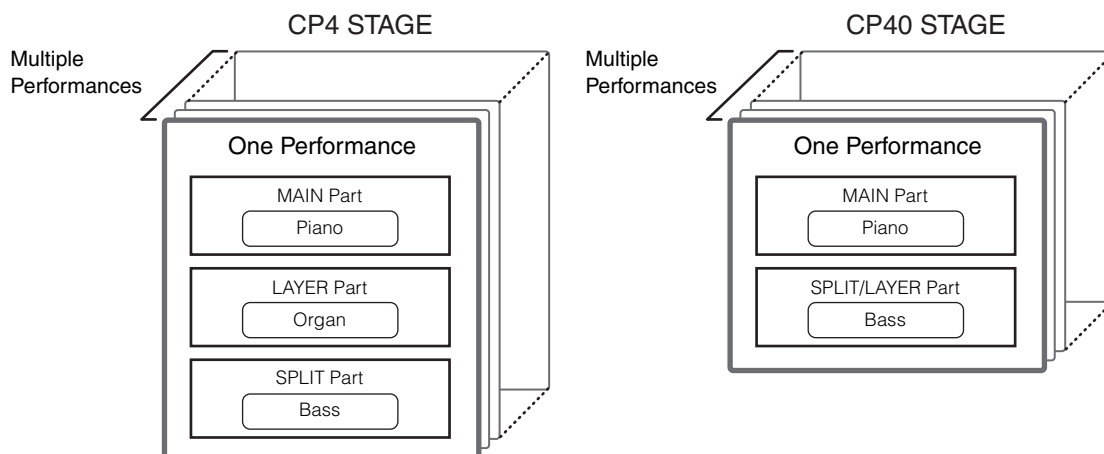 CP4 STAGE
Multiple
Performances
One Performance
MAIN Part
Piano
LAYER Part
Organ
SPLIT Part
Bass
CP40 STAGE
Multiple
Performances
One Performance
MAIN Part
Piano
SPLIT/LAYER Part
Bass